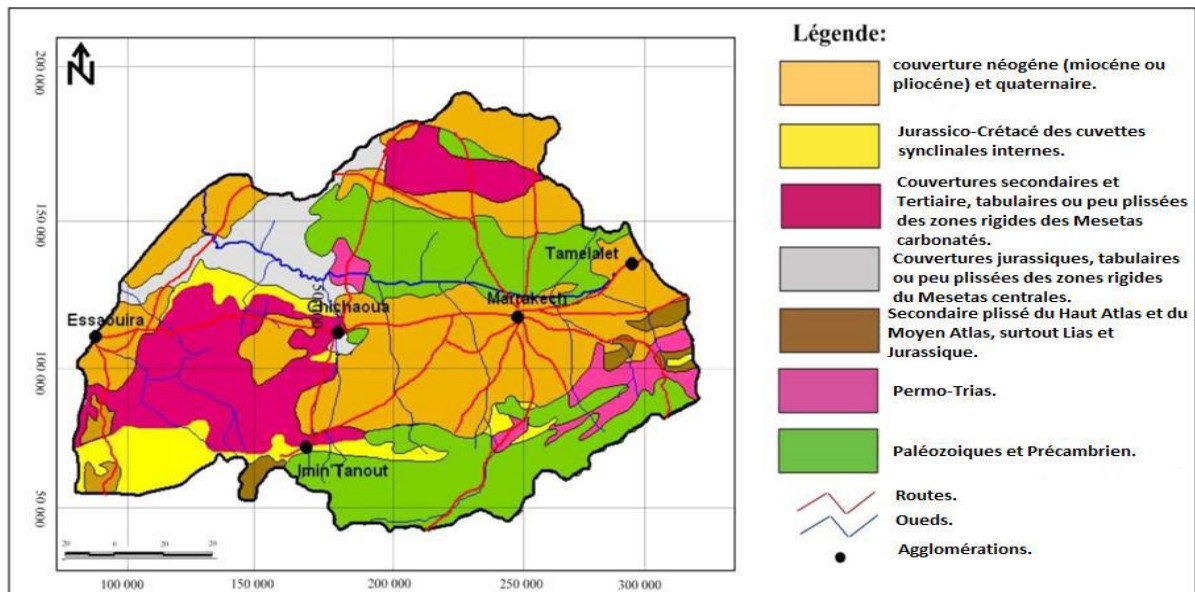 N
200 000
150 000
100 000
50 000
Tamelalet
Marrakech
Chichaoua
Essaouira
Imin'Tanout
20 0 20
100 000 150 000 200 000 250 000 300 000
Légende:
couverture néogéne (miocéne ou
pliocéne) et quaternaire.
Jurassico-Crétacé des cuvettes
synclinales internes.
Couvertures secondaires et
Tertiaire, tabulaires ou peu plissées
des zones rigides des Mesetas
carbonatés.
Couvertures jurassiques, tabulaires
ou peu plissées des zones rigides
du Mesetas centrales.
Secondaire plissé du Haut Atlas et du
Moyen Atlas, surtout Lias et
Jurassique.
Permo-Trias.
Paléozoiques et Précambrien.
Routes.
Oueds.
Agglomérations.